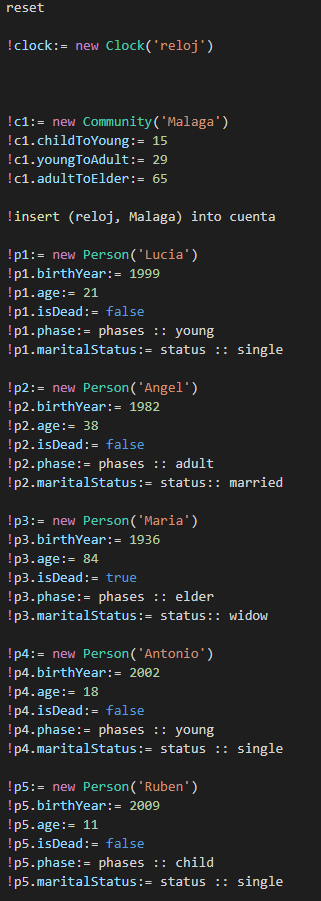 reset
!clock:= new Clock('reloj')
!c1:= new Community('Malaga')
!c1.childToYoung:= 15
!c1.youngToAdult:= 29
!c1.adultToElder:= 65
!insert (reloj, Malaga) into cuenta
!p1:= new Person('Lucia')
!p1.birthYear:= 1999
!p1.age:= 21
!p1.isDead:= false
!p1.phase:= phases :: young
!p1.maritalStatus:= status :: single
!p2:= new Person('Angel')
!p2.birthYear:= 1982
!p2.age:= 38
!p2.isDead:= false
!p2.phase:= phases :: adult
!p2.maritalStatus:= status:: married
!p3:= new Person('Maria')
!p3.birthYear:= 1936
!p3.age:= 84
!p3.isDead:= true
!p3.phase:= phases :: elder
!p3.maritalStatus:= status:: widow
!p4:= new Person('Antonio')
!p4.birthYear:= 2002
!p4.age:= 18
!p4.isDead:= false
!p4.phase:= phases :: young
!p4.maritalStatus:= status :: single
!p5:= new Person('Ruben')
!p5.birthYear:= 2009
!p5.age:= 11
!p5.isDead:= false
!p5.phase:= phases :: child
!p5.maritalStatus:= status :: single